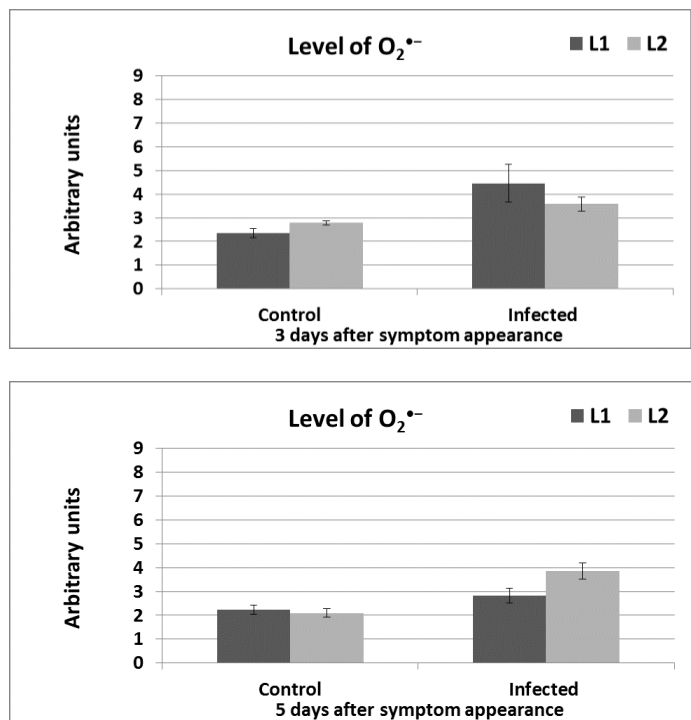 Level of O₂•−
L1 L2
Arbitrary units
9
8
7
6
5
4
3
2
1
0
Control Infected
3 days after symptom appearance
Level of O₂•−
L1 L2
Arbitrary units
9
8
7
6
5
4
3
2
1
0
Control Infected
5 days after symptom appearance